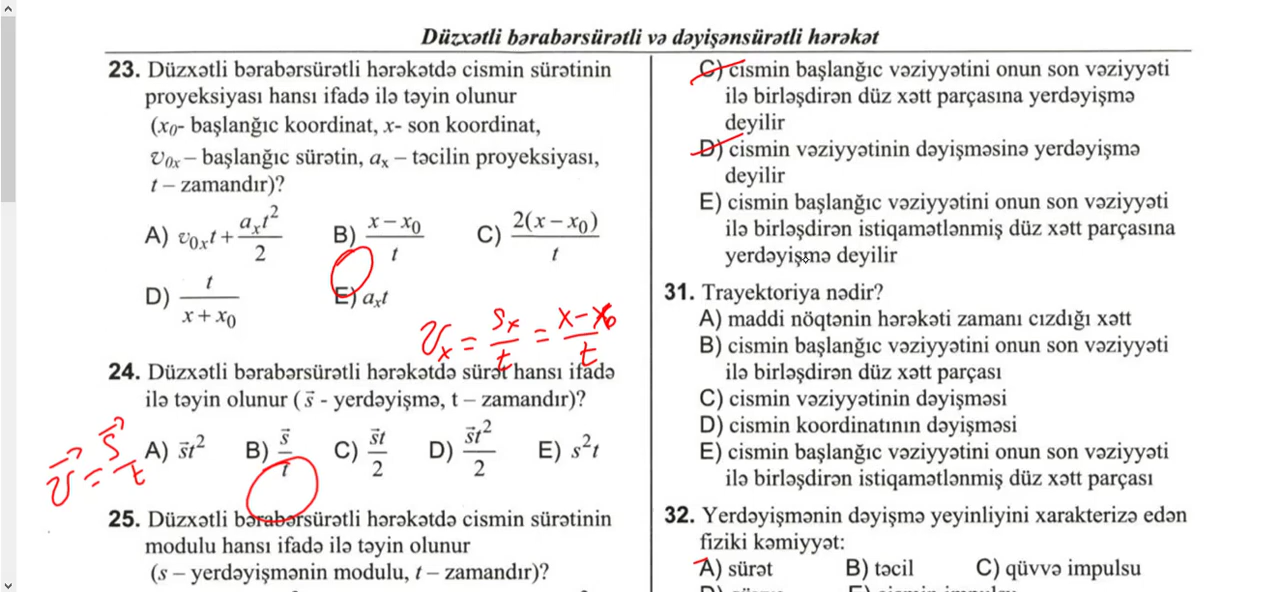 Düzxətli bərabərsürətli və dəyişənsürətli hərəkət
23. Düzxətli bərabərsürətli hərəkətdə cismin sürətinin
proyeksiyası hansı ifadə ilə təyin olunur
(x₀- başlanğıc koordinat, x- son koordinat,
υ₀ₓ – başlanğıc sürətin, aₓ – təcilin proyeksiyası,
t – zamandır)?
A) υ₀ₓt + aₓt²/2 B) x – x₀/t C) 2(x – x₀)/t
D) t/x + x₀ E) aₓt
υₓ = sₓ/t = x-x₀/t
24. Düzxətli bərabərsürətli hərəkətdə sürət hansı ifadə
ilə təyin olunur (s⃗ - yerdəyişmə, t – zamandır)?
A) s⃗t² B) s⃗/t C) s⃗t/2 D) s⃗t²/2 E) s²t
υ⃗ = s⃗/t
25. Düzxətli bərabərsürətli hərəkətdə cismin sürətinin
modulu hansı ifadə ilə təyin olunur
(s – yerdəyişmənin modulu, t – zamandır)?
C) cismin başlanğıc vəziyyətini onun son vəziyyəti
ilə birləşdirən düz xətt parçasına yerdəyişmə
deyilir
D) cismin vəziyyətinin dəyişməsinə yerdəyişmə
deyilir
E) cismin başlanğıc vəziyyətini onun son vəziyyəti
ilə birləşdirən istiqamətlənmiş düz xətt parçasına
yerdəyişmə deyilir
31. Trayektoriya nədir?
A) maddi nöqtənin hərəkəti zamanı cızdığı xətt
B) cismin başlanğıc vəziyyətini onun son vəziyyəti
ilə birləşdirən düz xətt parçası
C) cismin vəziyyətinin dəyişməsi
D) cismin koordinatının dəyişməsi
E) cismin başlanğıc vəziyyətini onun son vəziyyəti
ilə birləşdirən istiqamətlənmiş düz xətt parçası
32. Yerdəyişmənin dəyişmə yeyinliyini xarakterizə edən
fiziki kəmiyyət:
A) sürət B) təcil C) qüvvə impulsu